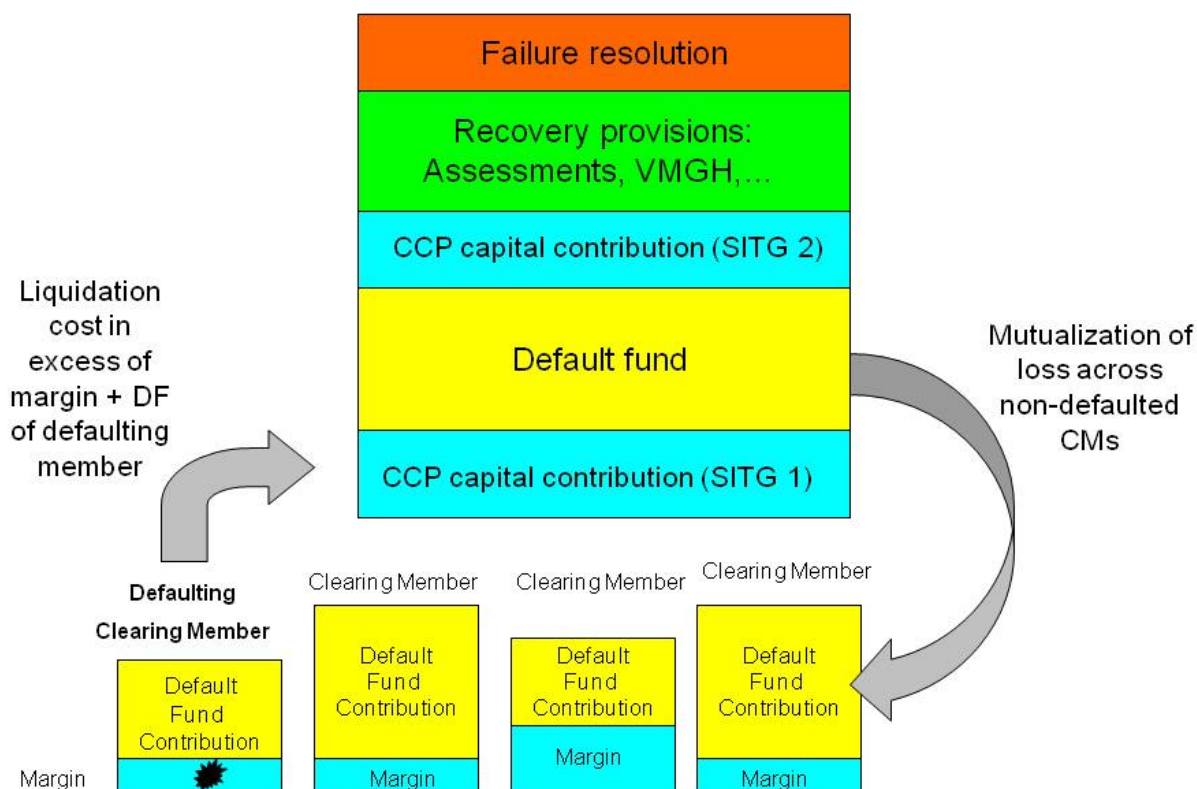 Failure resolution
Recovery provisions:
Assessments, VMGH,...
CCP capital contribution (SITG 2)
Default fund
CCP capital contribution (SITG 1)
Liquidation
cost in
excess of
margin + DF
of defaulting
member
Mutualization of
loss across
non-defaulted
CMs
Defaulting
Clearing Member
Default
Fund
Contribution
Margin
Clearing Member
Default
Fund
Contribution
Margin
Clearing Member
Default
Fund
Contribution
Margin
Clearing Member
Default
Fund
Contribution
Margin